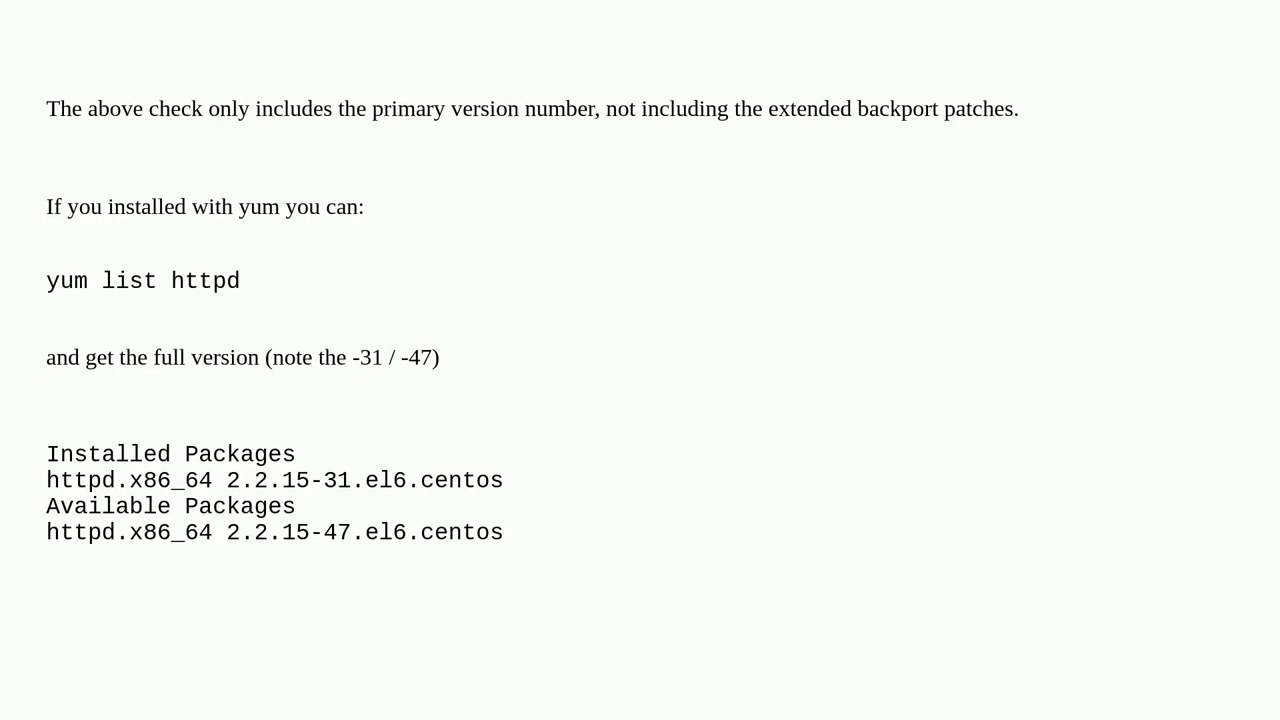 The above check only includes the primary version number, not including the extended backport patches.
If you installed with yum you can:
yum list httpd
and get the full version (note the -31 / -47)
Installed Packages
httpd.x86_64 2.2.15-31.el6.centos
Available Packages
httpd.x86_64 2.2.15-47.el6.centos